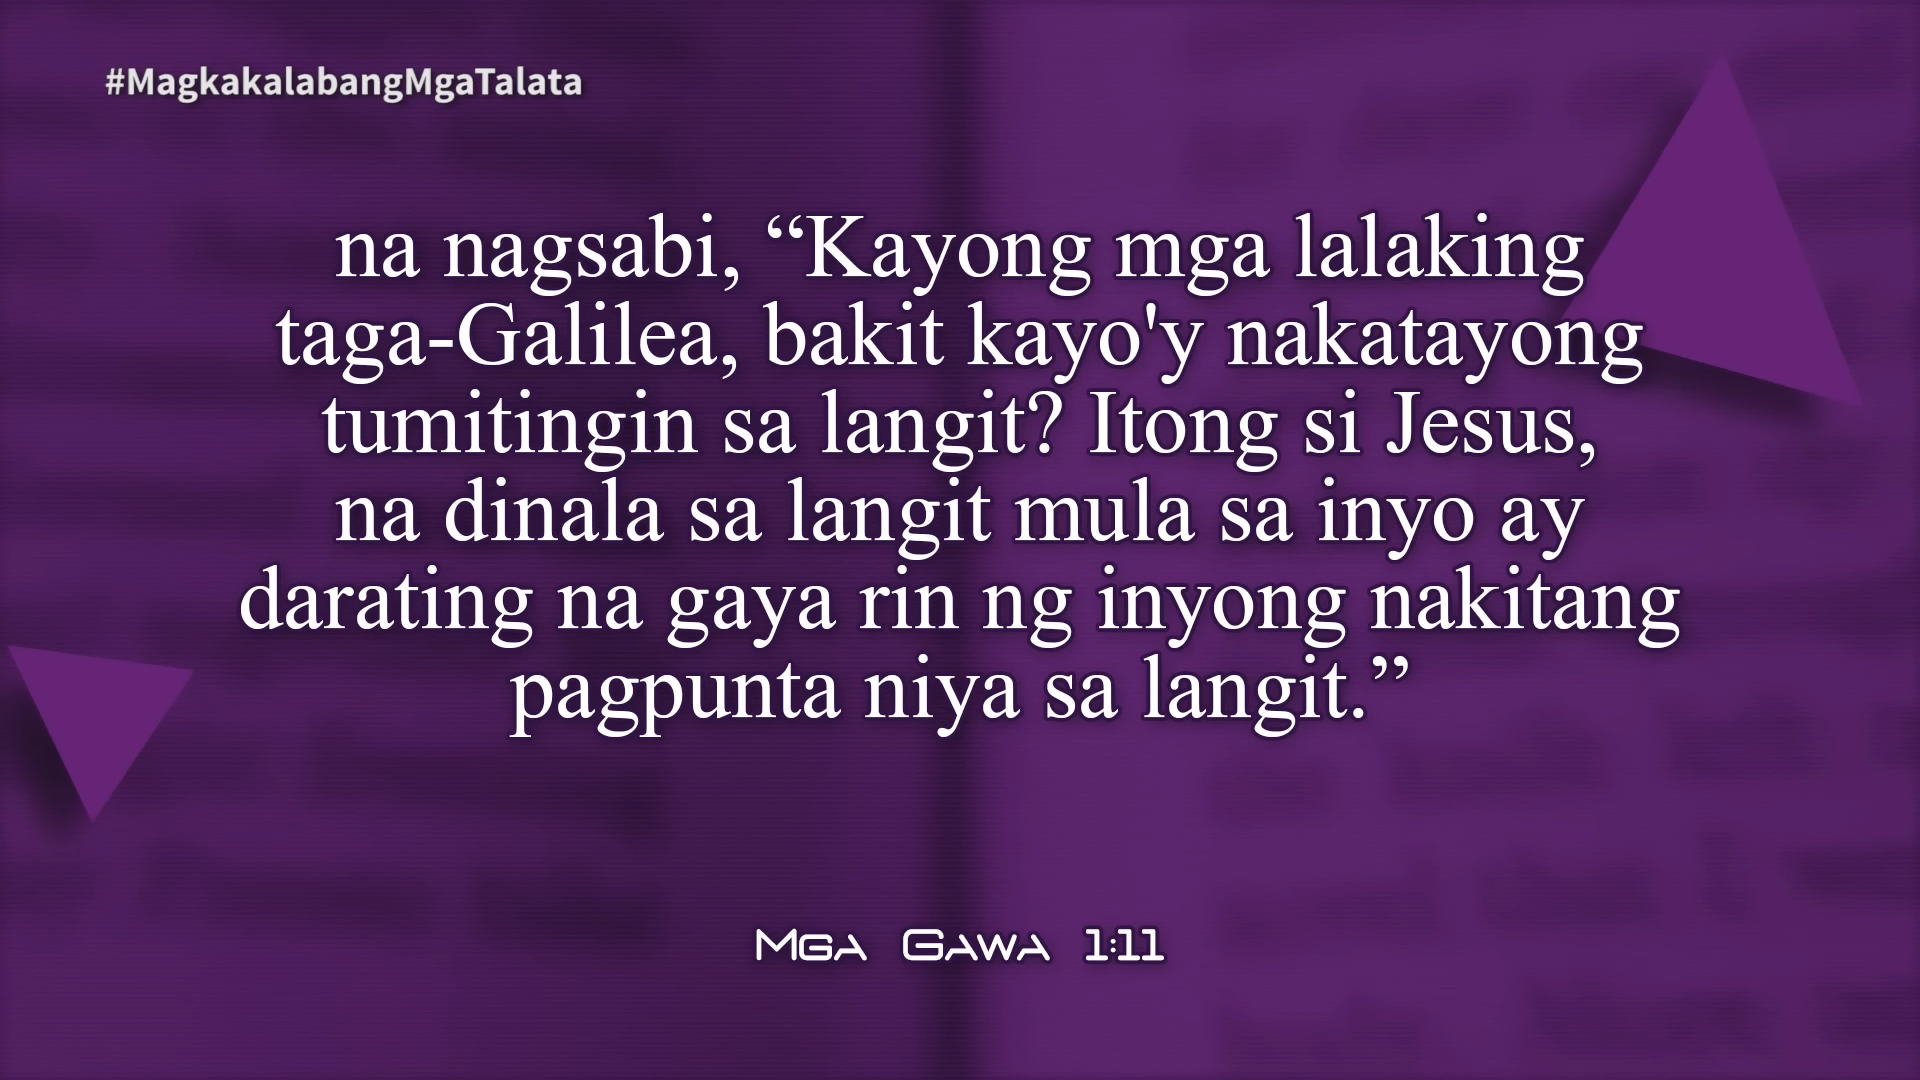 #MagkakalabangMgaTalata
na nagsabi, “Kayong mga lalaking
taga-Galilea, bakit kayo'y nakatayong
tumitingin sa langit? Itong si Jesus,
na dinala sa langit mula sa inyo ay
darating na gaya rin ng inyong nakitang
pagpunta niya sa langit.”
Mga Gawa 1:11